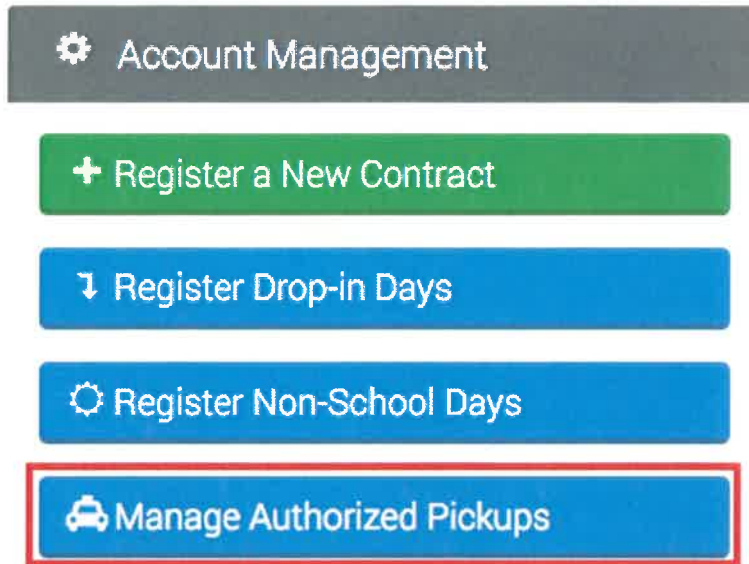 Account Management
Register a New Contract
Register Drop-in Days
Register Non-School Days
Manage Authorized Pickups